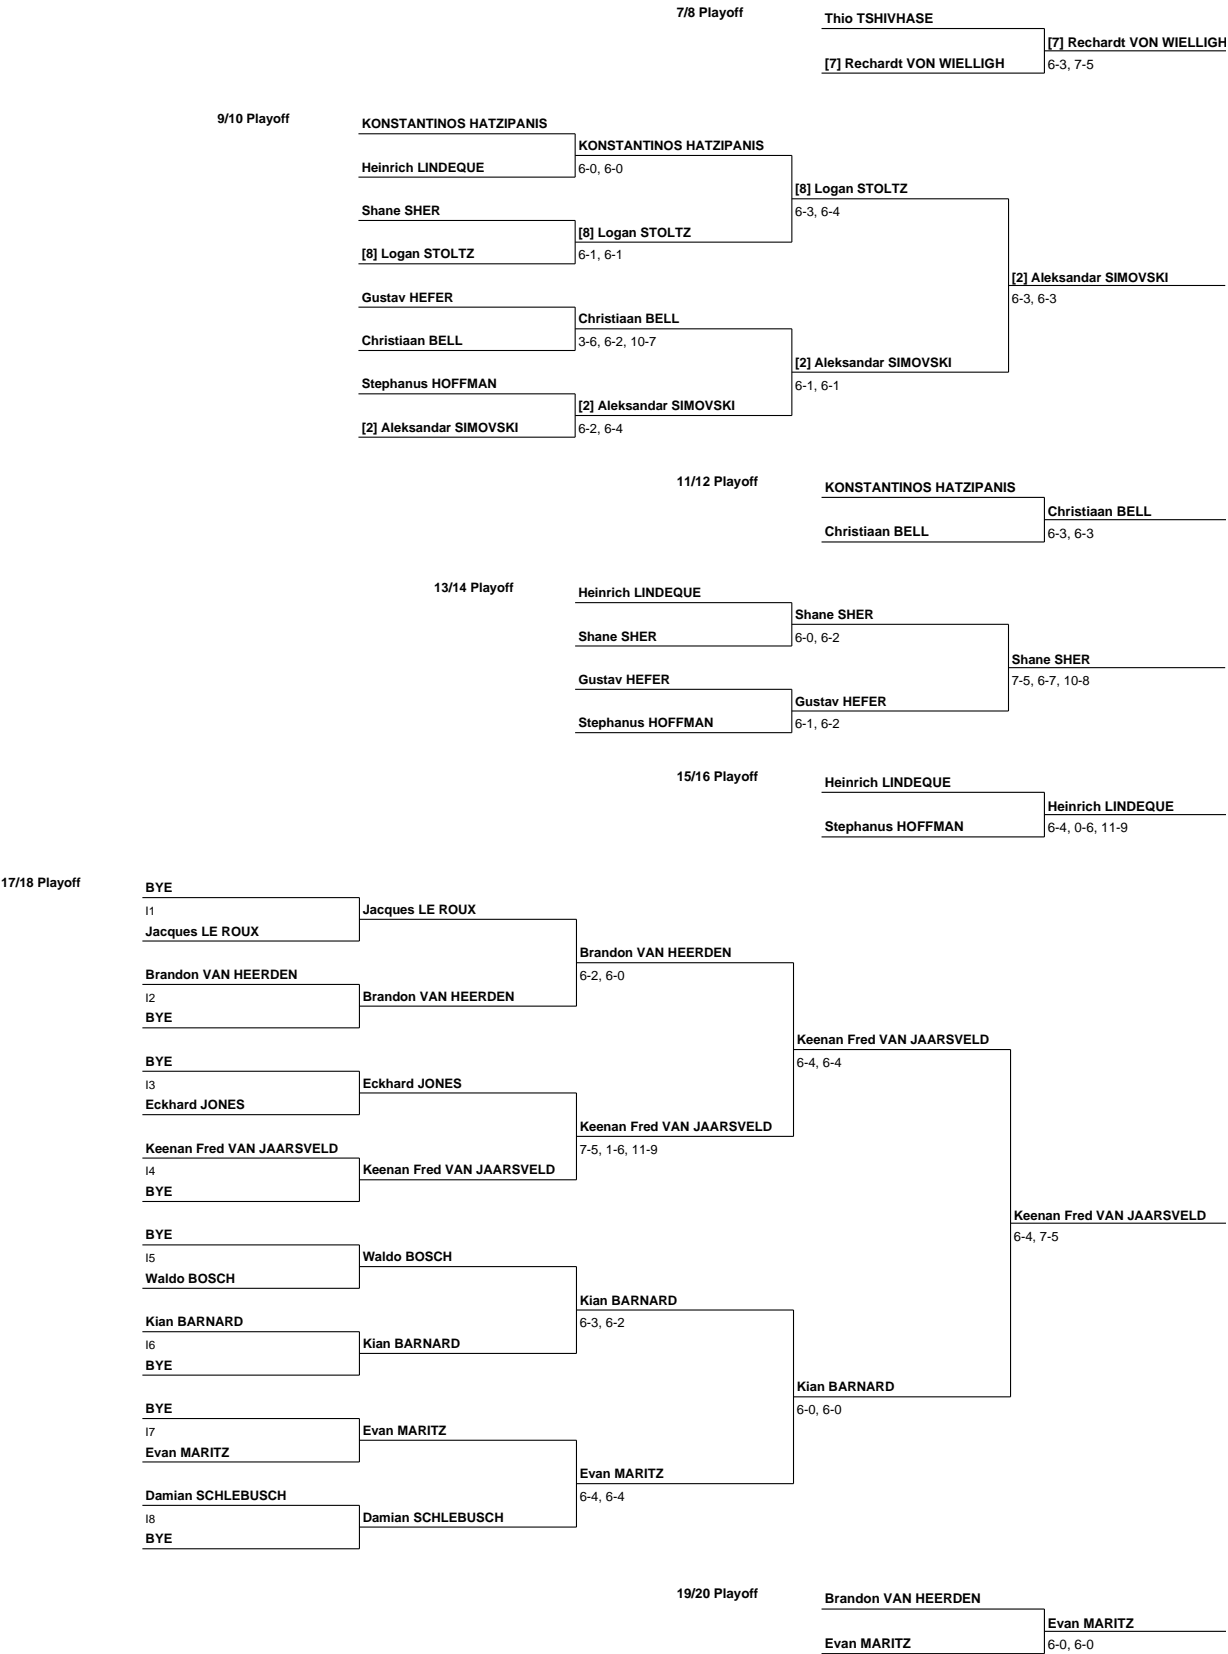 7/8 Playoff
Thio TSHIVHASE
[7] Rechardt VON WIELLIGH
[7] Rechardt VON WIELLIGH
6-3, 7-5
9/10 Playoff
KONSTANTINOS HATZIPANIS
KONSTANTINOS HATZIPANIS
Heinrich LINDEQUE
6-0, 6-0
[8] Logan STOLTZ
Shane SHER
6-3, 6-4
[8] Logan STOLTZ
[8] Logan STOLTZ
6-1, 6-1
[2] Aleksandar SIMOVSKI
Gustav HEFER
6-3, 6-3
Christiaan BELL
Christiaan BELL
3-6, 6-2, 10-7
[2] Aleksandar SIMOVSKI
Stephanus HOFFMAN
6-1, 6-1
[2] Aleksandar SIMOVSKI
[2] Aleksandar SIMOVSKI
6-2, 6-4
11/12 Playoff
KONSTANTINOS HATZIPANIS
Christiaan BELL
Christiaan BELL
6-3, 6-3
13/14 Playoff
Heinrich LINDEQUE
Shane SHER
Shane SHER
6-0, 6-2
Shane SHER
Gustav HEFER
7-5, 6-7, 10-8
Gustav HEFER
Stephanus HOFFMAN
6-1, 6-2
15/16 Playoff
Heinrich LINDEQUE
Heinrich LINDEQUE
Stephanus HOFFMAN
6-4, 0-6, 11-9
17/18 Playoff
BYE
I1
Jacques LE ROUX
Jacques LE ROUX
Brandon VAN HEERDEN
Brandon VAN HEERDEN
6-2, 6-0
I2
Brandon VAN HEERDEN
BYE
Keenan Fred VAN JAARSVELD
BYE
6-4, 6-4
I3
Eckhard JONES
Eckhard JONES
Keenan Fred VAN JAARSVELD
Keenan Fred VAN JAARSVELD
7-5, 1-6, 11-9
I4
Keenan Fred VAN JAARSVELD
BYE
Keenan Fred VAN JAARSVELD
BYE
6-4, 7-5
I5
Waldo BOSCH
Waldo BOSCH
Kian BARNARD
Kian BARNARD
6-3, 6-2
I6
Kian BARNARD
BYE
Kian BARNARD
BYE
6-0, 6-0
I7
Evan MARITZ
Evan MARITZ
Evan MARITZ
Damian SCHLEBUSCH
6-4, 6-4
I8
Damian SCHLEBUSCH
BYE
19/20 Playoff
Brandon VAN HEERDEN
Evan MARITZ
Evan MARITZ
6-0, 6-0